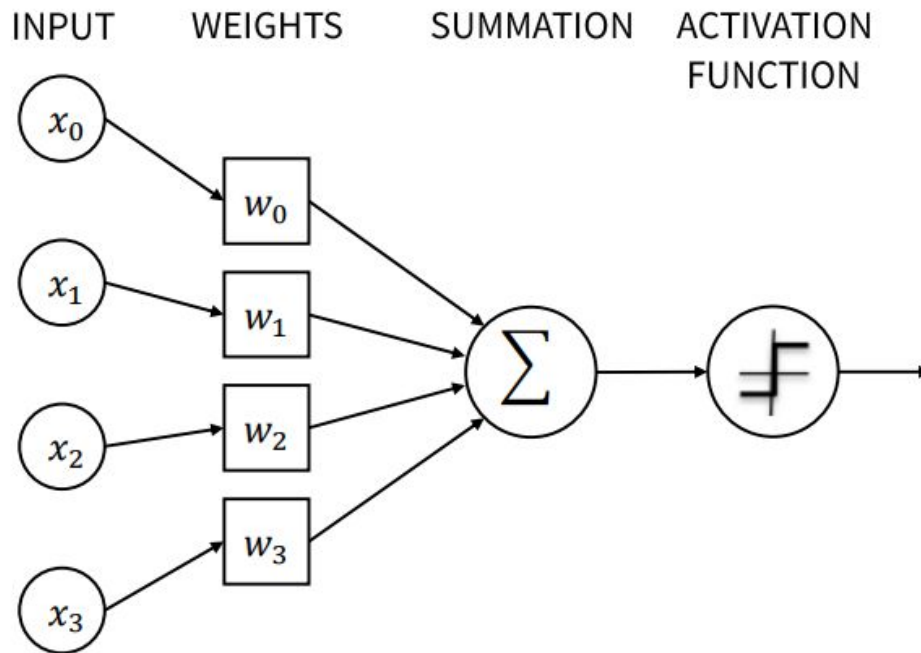 INPUT WEIGHTS SUMMATION ACTIVATION
FUNCTION
x₀
w₀
x₁
w₁
∑
w₂
x₂
w₃
x₃